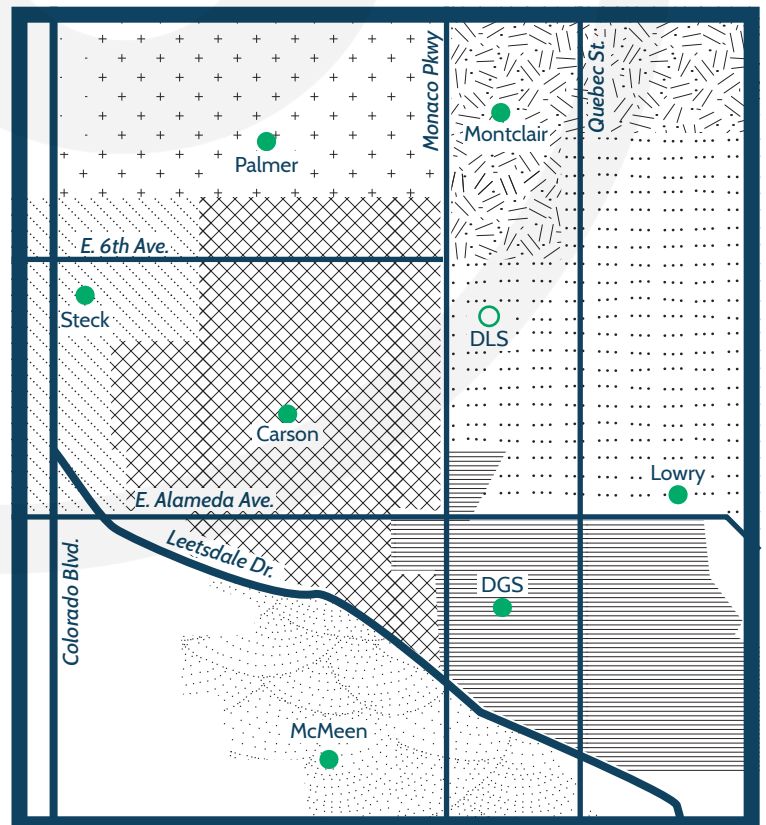 Monaco Pkwy
Quebec St.
Montclair
Palmer
E. 6th Ave.
Steck
DLS
Carson
Lowry
E. Alameda Ave.
Leetsdale Dr.
DGS
Colorado Blvd.
McMeen